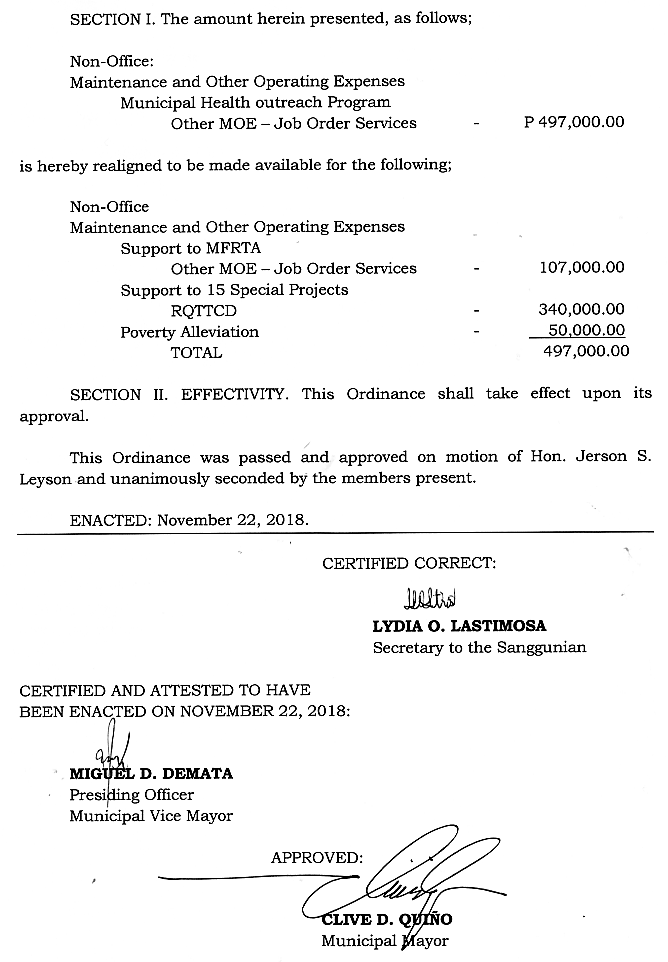 SECTION I. The amount herein presented, as follows;
Non-Office:
Maintenance and Other Operating Expenses
Municipal Health outreach Program
Other MOE – Job Order Services - P 497,000.00
is hereby realigned to be made available for the following;
Non-Office
Maintenance and Other Operating Expenses
Support to MFRTA
Other MOE – Job Order Services - 107,000.00
Support to 15 Special Projects
RQTTCD - 340,000.00
Poverty Alleviation - 50,000.00
TOTAL 497,000.00
SECTION II. EFFECTIVITY. This Ordinance shall take effect upon its
approval.
This Ordinance was passed and approved on motion of Hon. Jerson S.
Leyson and unanimously seconded by the members present.
ENACTED: November 22, 2018.
CERTIFIED CORRECT:
LYDIA O. LASTIMOSA
Secretary to the Sanggunian
CERTIFIED AND ATTESTED TO HAVE
BEEN ENACTED ON NOVEMBER 22, 2018:
MIGUEL D. DEMATA
Presiding Officer
Municipal Vice Mayor
APPROVED:
CLIVE D. QUIÑO
Municipal Mayor